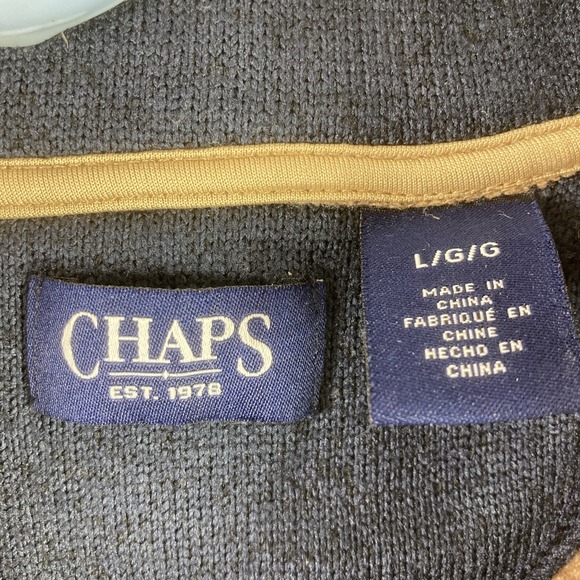 CHAPS
EST. 1978
L/G/G
MADE IN
CHINA
FABRIQUÉ EN
CHINE
HECHO EN
CHINA